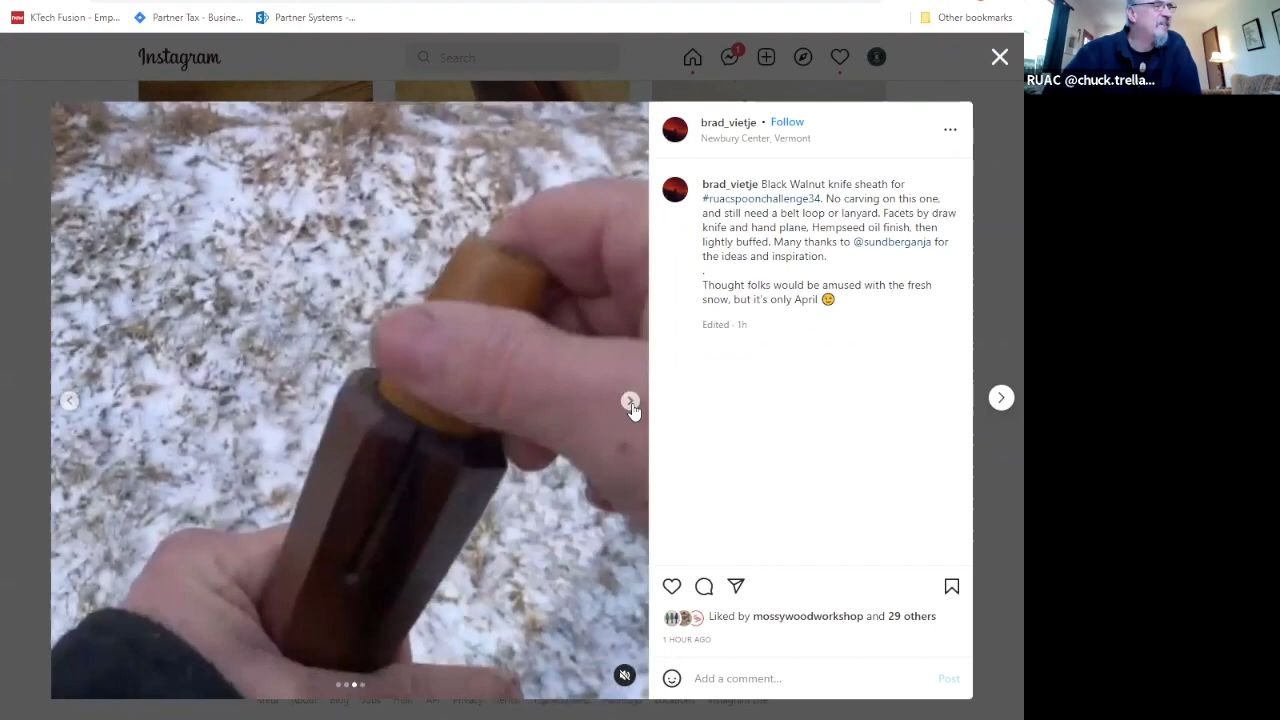 KTech Fusion - Emp...
Partner Tax - Busine...
Partner Systems -...
Other bookmarks
RUAC @chuck.trella...
Instagram
Search
1
brad_vietje • Follow
Newbury Center, Vermont
brad_vietje Black Walnut knife sheath for
#ruacspoonchallenge34. No carving on this one,
and still need a belt loop or lanyard. Facets by draw
knife and hand plane, Hempseed oil finish, then
lightly buffed. Many thanks to @sundberganja for
the ideas and inspiration.
.
Thought folks would be amused with the fresh
snow, but it's only April 😉
Edited · 1h
Liked by mossywoodworkshop and 29 others
1 HOUR AGO
Add a comment...
Post